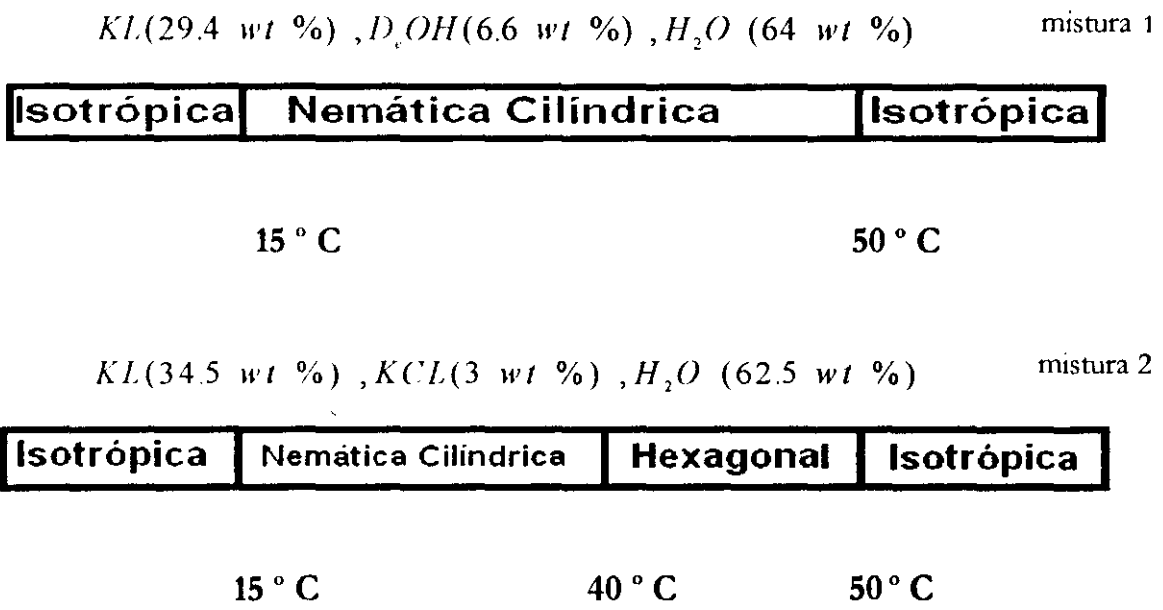 KL(29.4 wt %) ,DeOH(6.6 wt %) ,H₂O (64 wt %) mistura 1
Isotrópica Nemática Cilíndrica Isotrópica
15 ° C 50 ° C
KL(34.5 wt %) ,KCL(3 wt %) ,H₂O (62.5 wt %) mistura 2
Isotrópica Nemática Cilíndrica Hexagonal Isotrópica
15 ° C 40 ° C 50 ° C